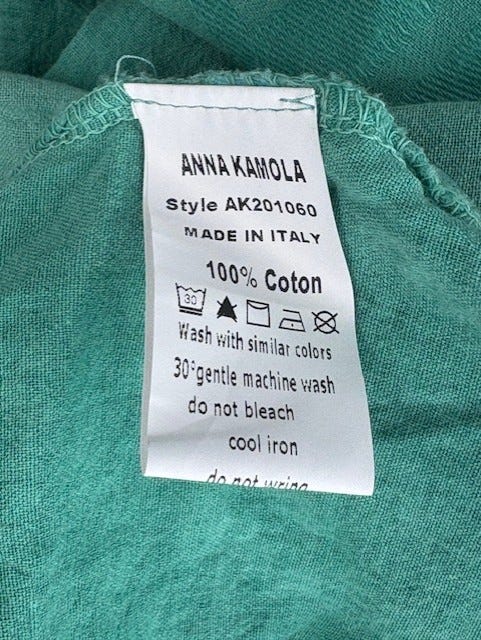 ANNA KAMOLA
Style AK201060
MADE IN ITALY
100% Coton
30
Wash with similar colors
30°gentle machine wash
do not bleach
cool iron
do not wring